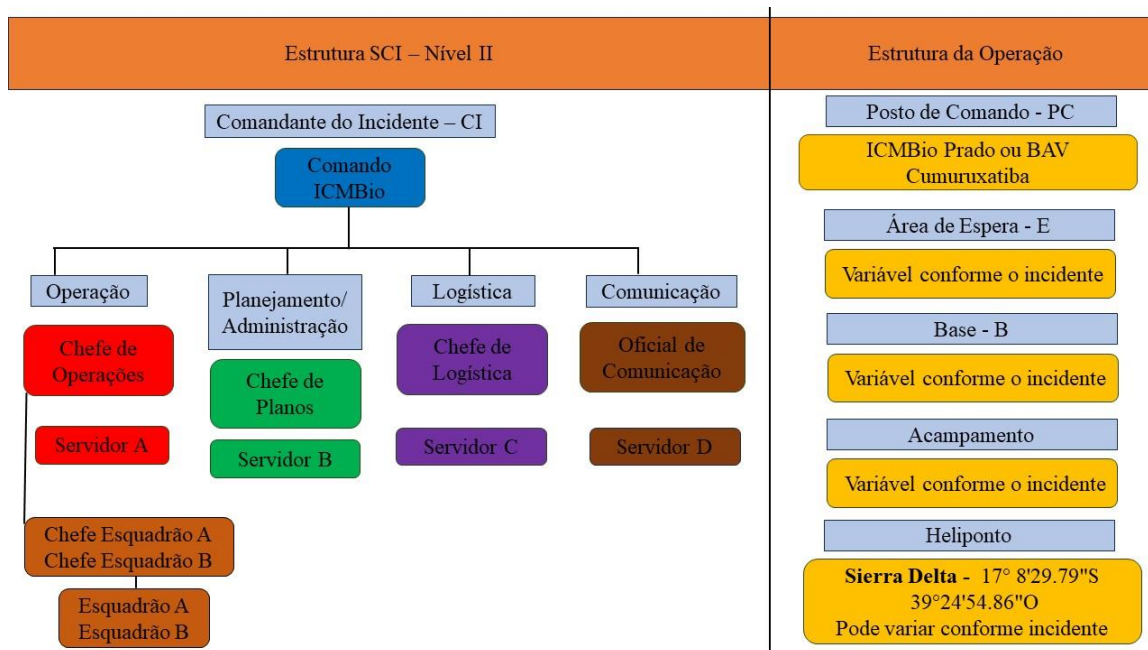 Estrutura SCI – Nível II
Comandante do Incidente – CI
Comando
ICMBio
Operação
Chefe de
Operações
Servidor A
Chefe Esquadrão A
Chefe Esquadrão B
Esquadrão A
Esquadrão B
Planejamento/
Administração
Chefe de
Planos
Servidor B
Logística
Chefe de
Logística
Servidor C
Comunicação
Oficial de
Comunicação
Servidor D
Estrutura da Operação
Posto de Comando - PC
ICMBio Prado ou BAV
Cumuruxatiba
Área de Espera - E
Variável conforme o incidente
Base - B
Variável conforme o incidente
Acampamento
Variável conforme o incidente
Heliponto
Sierra Delta - 17° 8'29.79"S
39°24'54.86"O
Pode variar conforme incidente